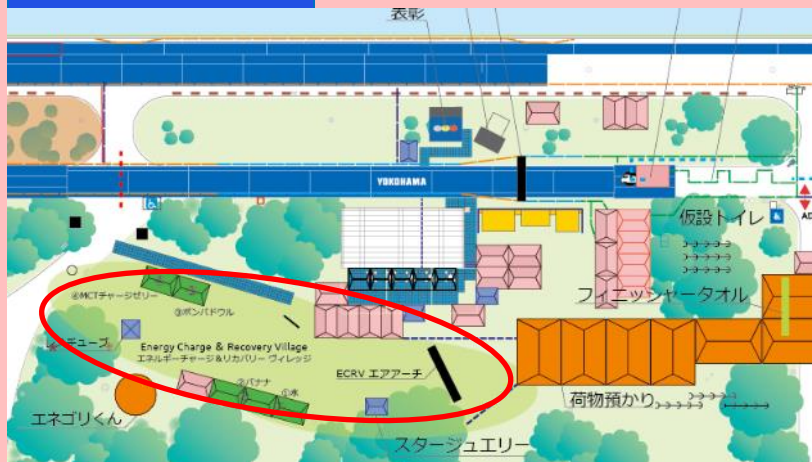 表彰
YOKOHAMA
仮設トイレ
④MCTチャージゼリー
③ポンパドウル
フィニッシャータオル
チューブ
Energy Charge & Recovery Village
エネルギーチャージ&リカバリー ヴィレッジ
ECRV エアアーチ
②バナナ
①水
エネゴリくん
荷物預かり
スタージュエリー